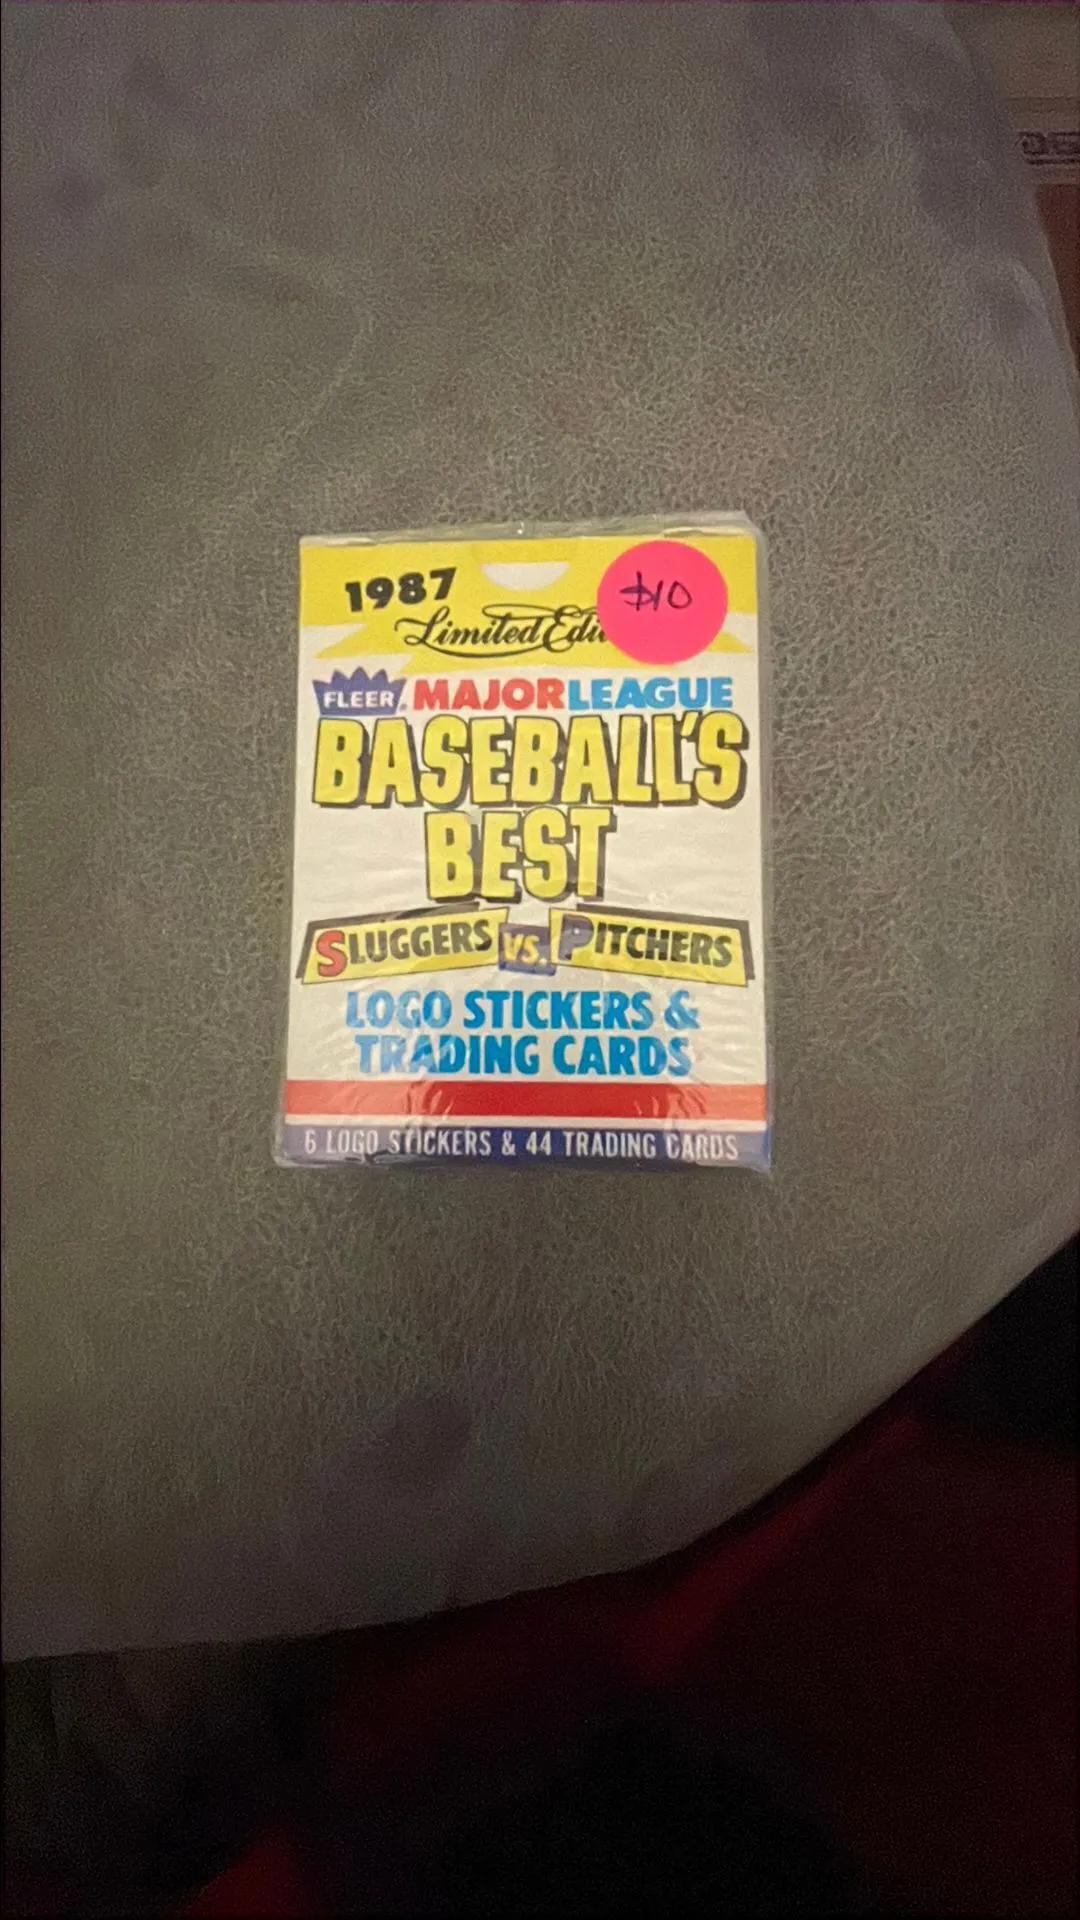 1987
$10
Limited Edi
FLEER MAJOR LEAGUE
BASEBALL'S
BEST
SLUGGERS VS. PITCHERS
LOGO STICKERS &
TRADING CARDS
6 LOGO STICKERS & 44 TRADING CARDS